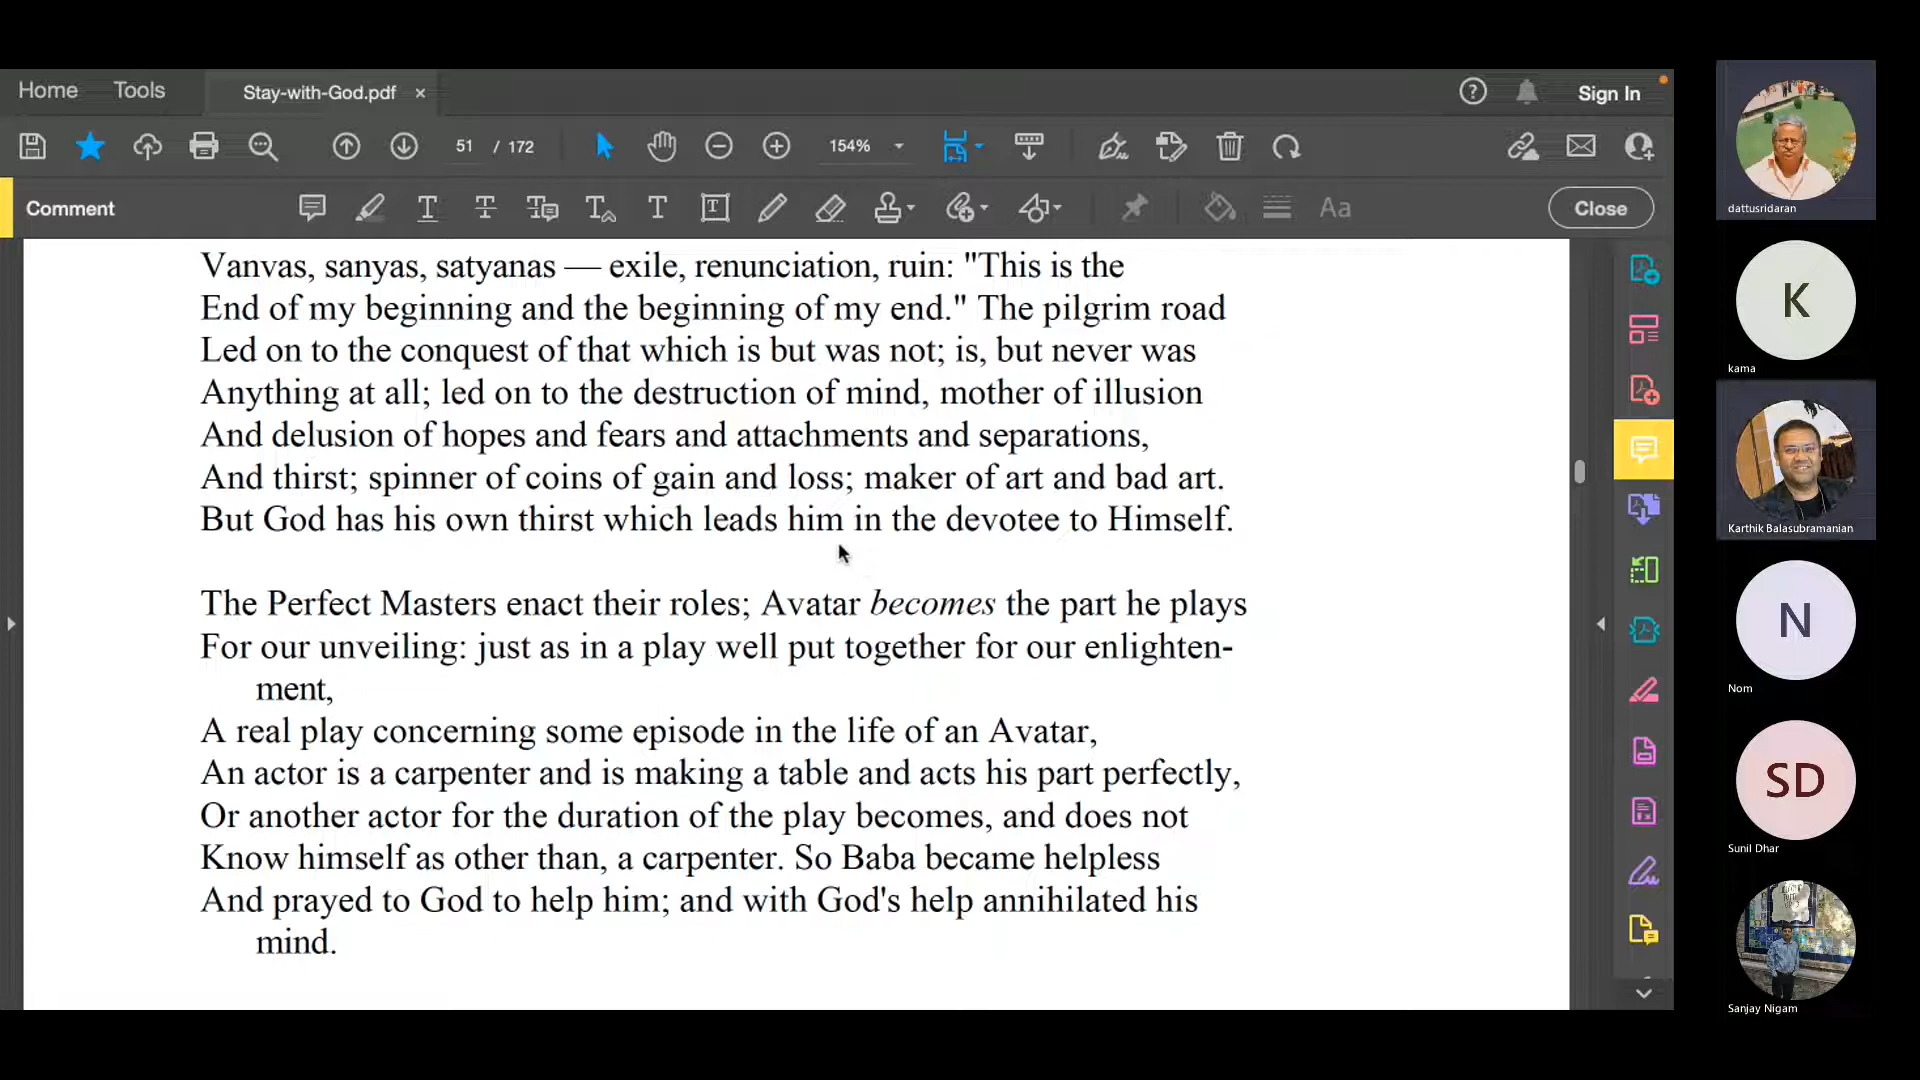 Home
Tools
Stay-with-God.pdf
Sign In
51 / 172
154%
Comment
Aa
Close
Vanvas, sanyas, satyanas — exile, renunciation, ruin: "This is the
End of my beginning and the beginning of my end." The pilgrim road
Led on to the conquest of that which is but was not; is, but never was
Anything at all; led on to the destruction of mind, mother of illusion
And delusion of hopes and fears and attachments and separations,
And thirst; spinner of coins of gain and loss; maker of art and bad art.
But God has his own thirst which leads him in the devotee to Himself.
The Perfect Masters enact their roles; Avatar becomes the part he plays
For our unveiling: just as in a play well put together for our enlighten-
ment,
A real play concerning some episode in the life of an Avatar,
An actor is a carpenter and is making a table and acts his part perfectly,
Or another actor for the duration of the play becomes, and does not
Know himself as other than, a carpenter. So Baba became helpless
And prayed to God to help him; and with God's help annihilated his
mind.
dattusridaran
K
kama
Karthik Balasubramanian
N
Nom
SD
Sunil Dhar
Sanjay Nigam